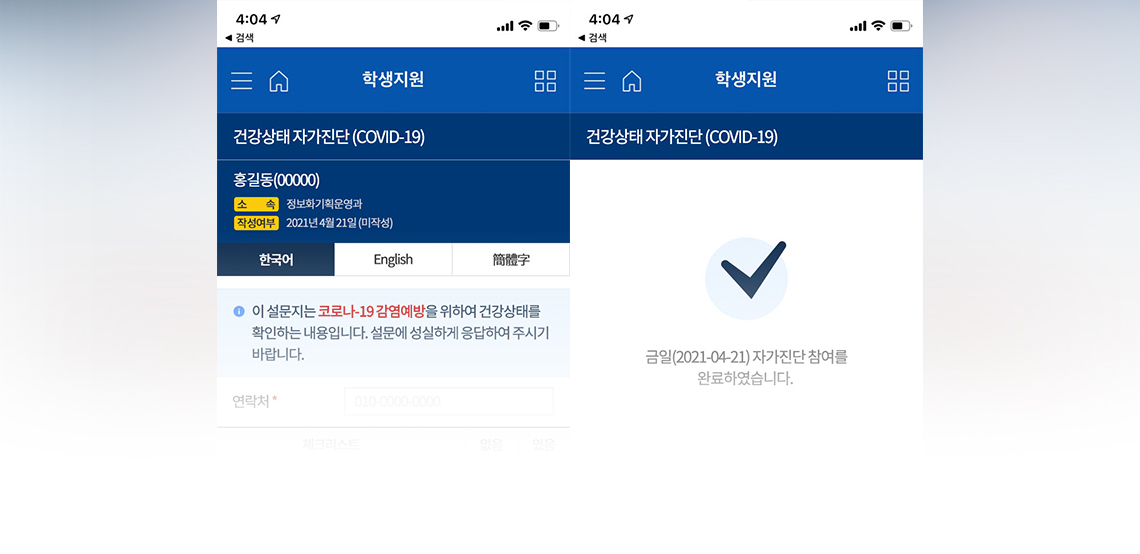 4:04
◀ 검색
학생지원
건강상태 자가진단 (COVID-19)
홍길동(00000)
소 속 정보화기획운영과
작성여부 2021년 4월 21일 (미작성)
한국어 English 简體字
이 설문지는 코로나-19 감염예방을 위하여 건강상태를
확인하는 내용입니다. 설문에 성실하게 응답하여 주시기
바랍니다.
연락처 * 010-0000-0000
체크리스트 없음 있음
4:04
◀ 검색
학생지원
건강상태 자가진단 (COVID-19)
금일(2021-04-21) 자가진단 참여를
완료하였습니다.